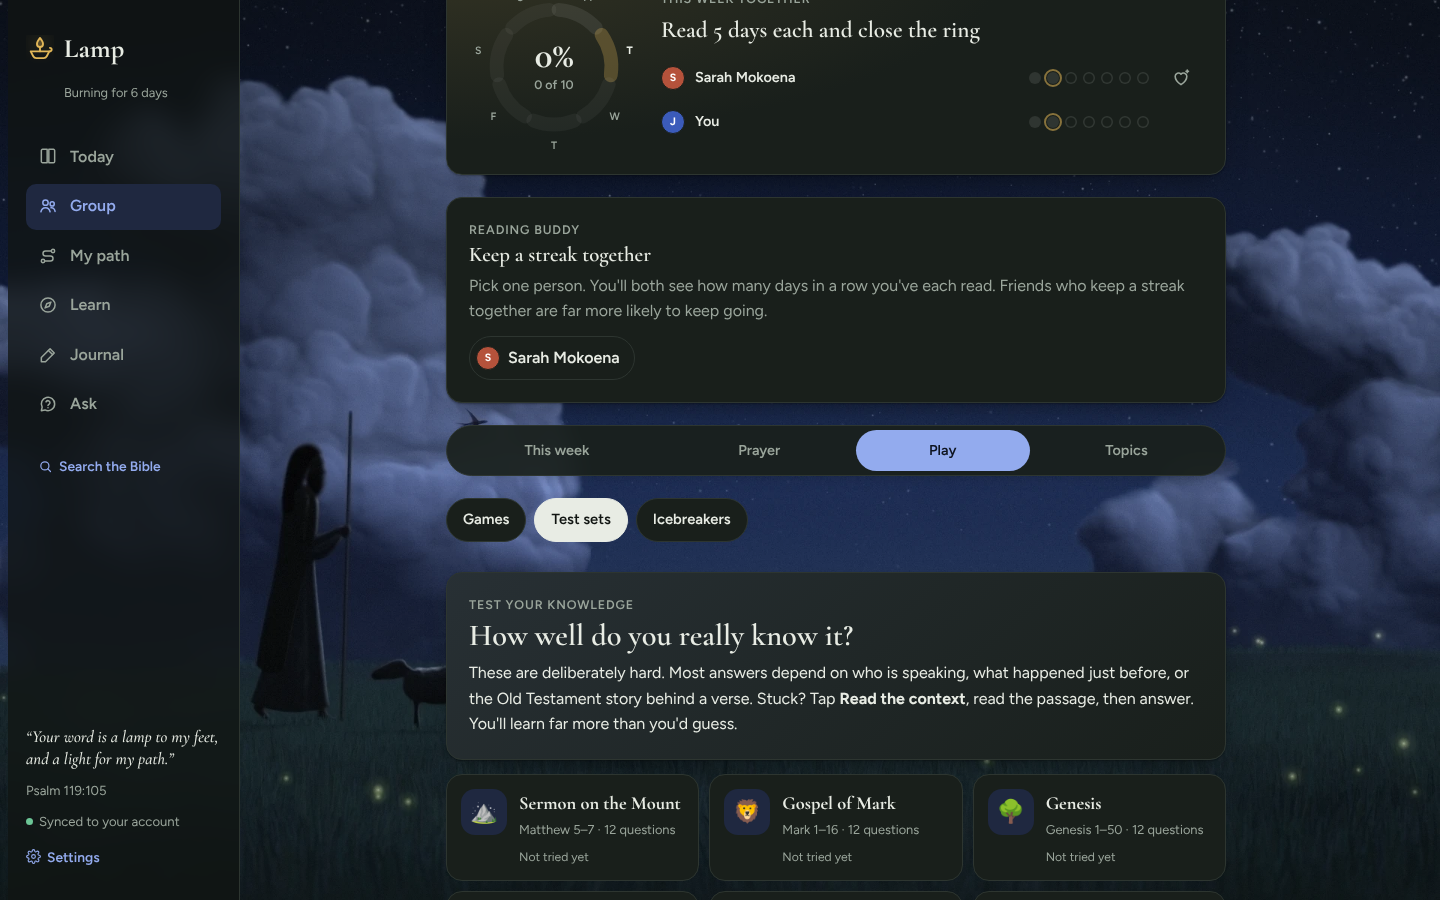 Lamp
Burning for 6 days
Today
Group
My path
Learn
Journal
Ask
Search the Bible
“Your word is a lamp to my feet,
and a light for my path.”
Psalm 119:105
Synced to your account
Settings
S
T
F
W
T
0%
0 of 10
Read 5 days each and close the ring
S
Sarah Mokoena
J
You
READING BUDDY
Keep a streak together
Pick one person. You'll both see how many days in a row you've each read. Friends who keep a streak
together are far more likely to keep going.
S
Sarah Mokoena
This week
Prayer
Play
Topics
Games
Test sets
Icebreakers
TEST YOUR KNOWLEDGE
How well do you really know it?
These are deliberately hard. Most answers depend on who is speaking, what happened just before, or
the Old Testament story behind a verse. Stuck? Tap Read the context, read the passage, then answer.
You'll learn far more than you'd guess.
Sermon on the Mount
Matthew 5–7 · 12 questions
Not tried yet
Gospel of Mark
Mark 1–16 · 12 questions
Not tried yet
Genesis
Genesis 1–50 · 12 questions
Not tried yet